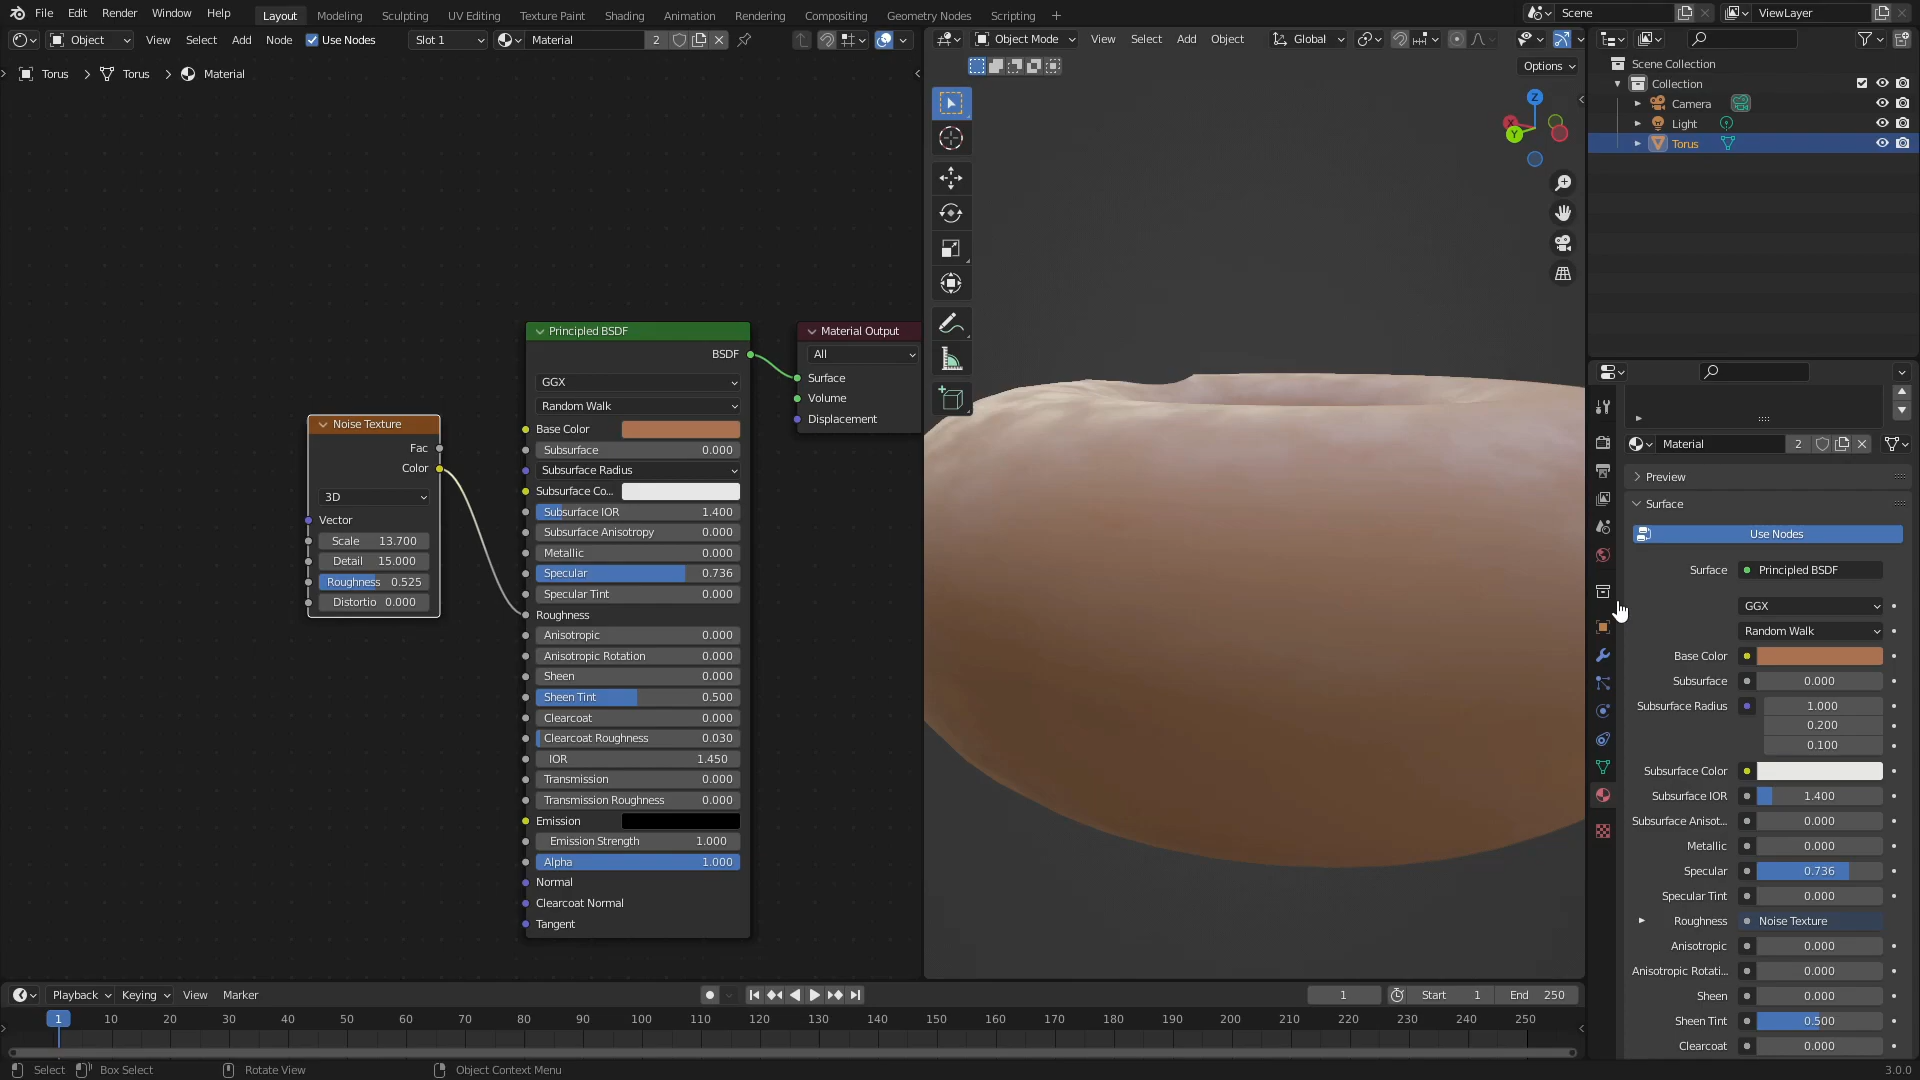 File Edit Render Window Help Layout Modeling Sculpting UV Editing Texture Paint Shading Animation Rendering Compositing Geometry Nodes Scripting + Scene ViewLayer
Object View Select Add Node Use Nodes Slot 1 Material 2
Object Mode View Select Add Object Global
Options
Torus > Torus > Material
Principled BSDF
BSDF
GGX
Random Walk
Base Color
Subsurface 0.000
Subsurface Radius
Subsurface Co...
Subsurface IOR 1.400
Subsurface Anisotropy 0.000
Metallic 0.000
Specular 0.736
Specular Tint 0.000
Roughness
Anisotropic 0.000
Anisotropic Rotation 0.000
Sheen 0.000
Sheen Tint 0.500
Clearcoat 0.000
Clearcoat Roughness 0.030
IOR 1.450
Transmission 0.000
Transmission Roughness 0.000
Emission
Emission Strength 1.000
Alpha 1.000
Normal
Clearcoat Normal
Tangent
Noise Texture
Fac
Color
3D
Vector
Scale 13.700
Detail 15.000
Roughness 0.525
Distortio 0.000
Material Output
All
Surface
Volume
Displacement
Z
X
Y
Scene Collection
Collection
Camera
Light
Torus
Material 2
Preview
Surface
Use Nodes
Surface Principled BSDF
GGX
Random Walk
Base Color
Subsurface 0.000
Subsurface Radius 1.000
0.200
0.100
Subsurface Color
Subsurface IOR 1.400
Subsurface Anisot... 0.000
Metallic 0.000
Specular 0.736
Specular Tint 0.000
Roughness Noise Texture
Anisotropic 0.000
Anisotropic Rotati... 0.000
Sheen 0.000
Sheen Tint 0.500
Clearcoat 0.000
Playback Keying View Marker 1 Start 1 End 250
1 10 20 30 40 50 60 70 80 90 100 110 120 130 140 150 160 170 180 190 200 210 220 230 240 250
Select Box Select Rotate View Object Context Menu 3.0.0